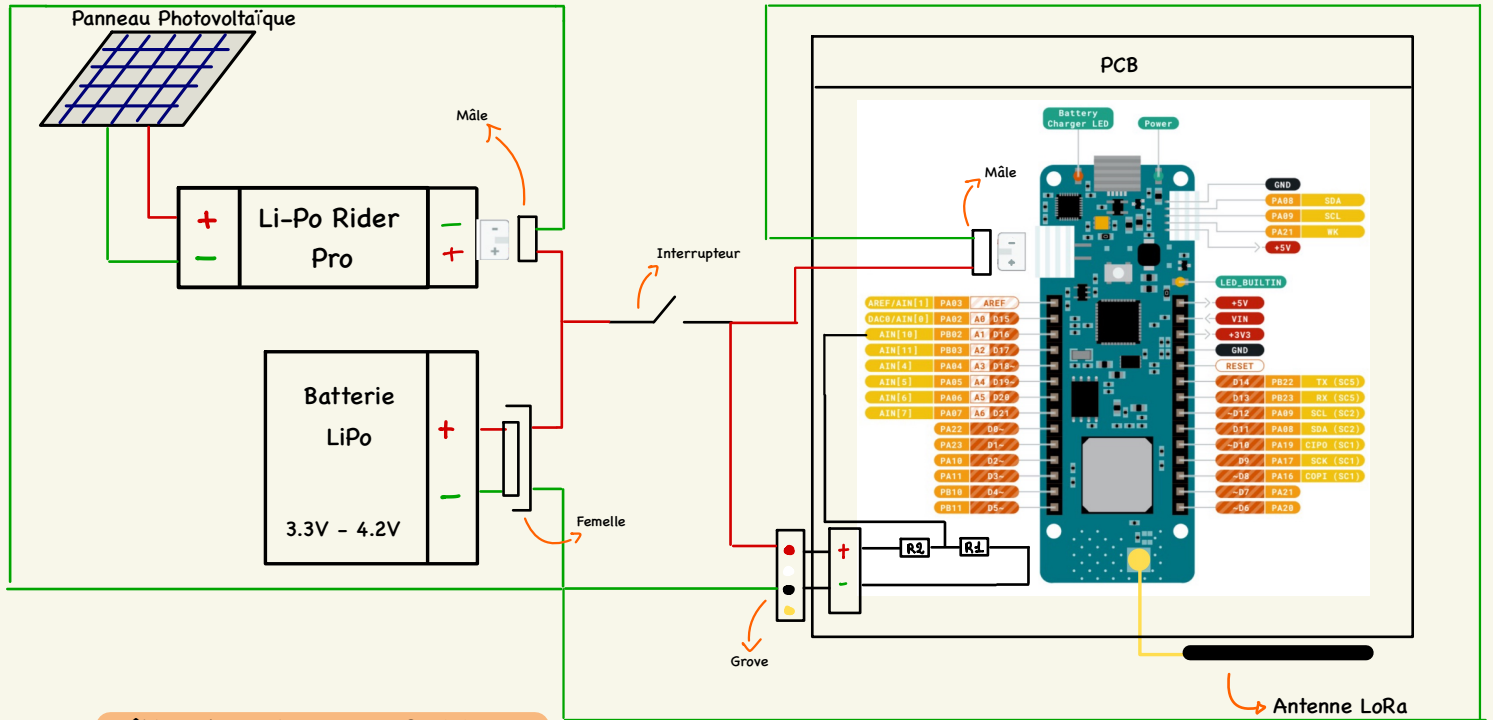 Panneau Photovoltaïque
Mâle
+
-
Li-Po Rider
Pro
-
+
-
+
Interrupteur
Batterie
LiPo
3.3V - 4.2V
+
-
Femelle
Grove
PCB
Battery
Charger LED
Power
Mâle
-
+
GND
PA08 SDA
PA09 SCL
PA21 WK
+5V
LED_BUILTIN
AREF/AIN[1] PA03 AREF
DAC0/AIN[0] PA02 A0 D15
AIN[10] PB02 A1 D16
AIN[11] PB03 A2 D17
AIN[4] PA04 A3 D18~
AIN[5] PA05 A4 D19~
AIN[6] PA06 A5 D20
AIN[7] PA07 A6 D21
PA22 D0~
PA23 D1~
PA10 D2~
PA11 D3~
PB10 D4~
PB11 D5~
+5V
VIN
+3V3
GND
RESET
D14 PB22 TX (SC5)
D13 PB23 RX (SC5)
~D12 PA09 SCL (SC2)
D11 PA08 SDA (SC2)
~D10 PA19 CIPO (SC1)
D9 PA17 SCK (SC1)
~D8 PA16 COPI (SC1)
~D7 PA21
~D6 PA20
+
-
R2
R1
Antenne LoRa